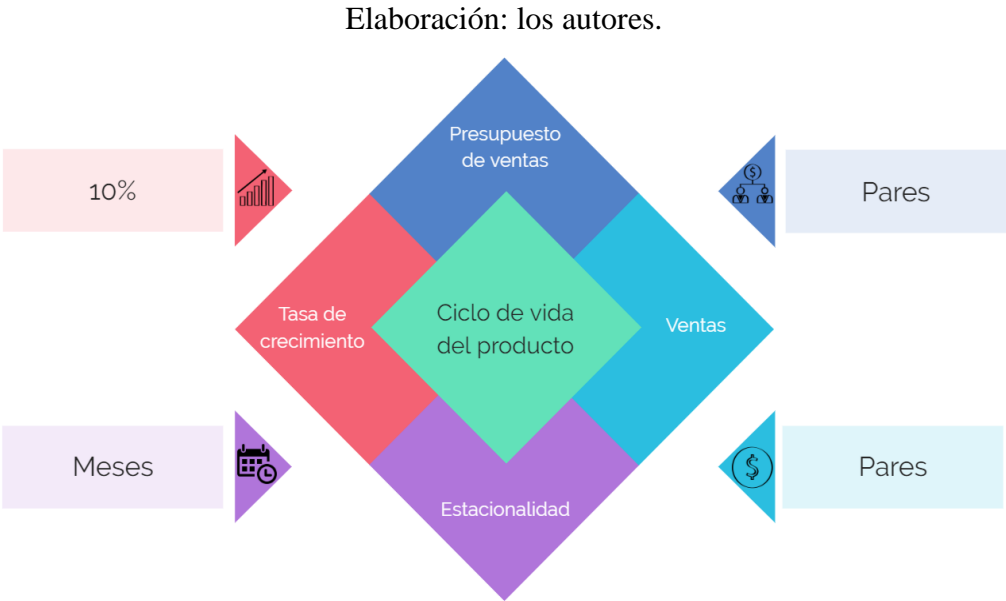 Elaboración: los autores.
Presupuesto
de ventas
10%
Pares
Tasa de
crecimiento
Ciclo de vida
del producto
Ventas
Meses
Pares
Estacionalidad